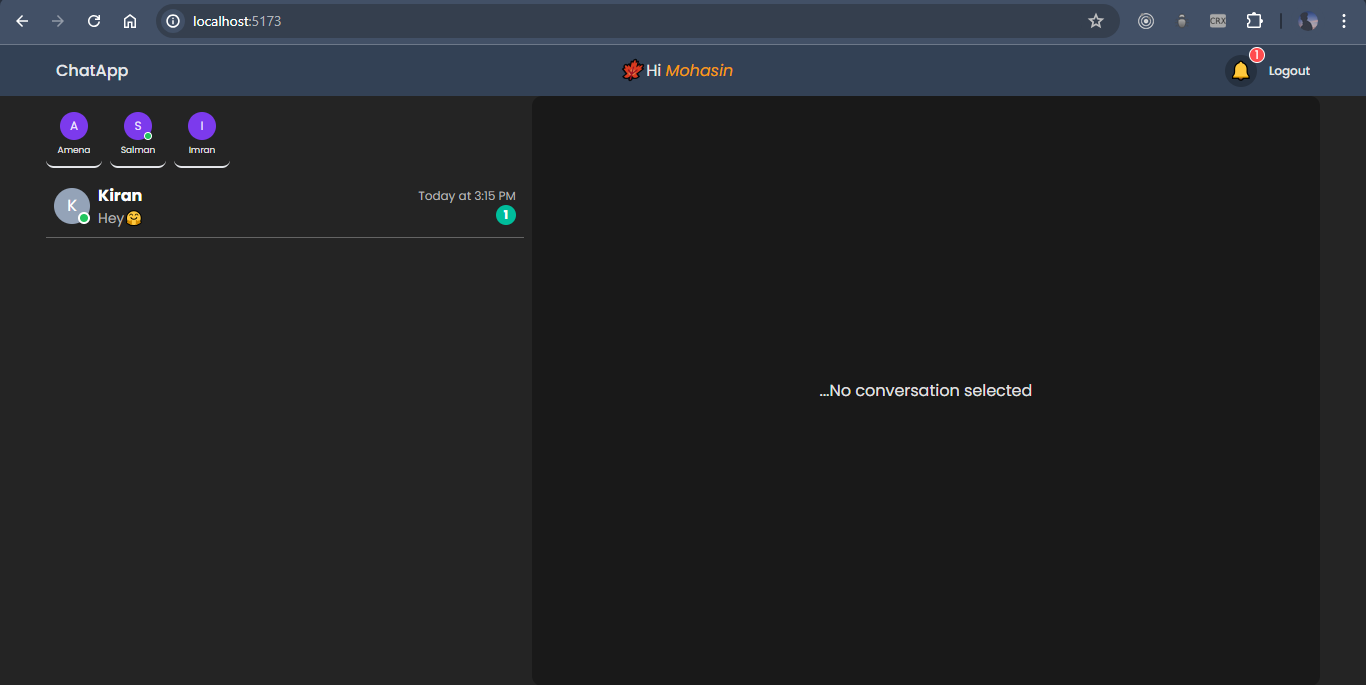 localhost:5173
CRX
ChatApp
🍁 Hi Mohasin
🔔 1
Logout
A
S
I
Amena
Salman
Imran
K
Kiran
Today at 3:15 PM
Hey🤗
1
...No conversation selected